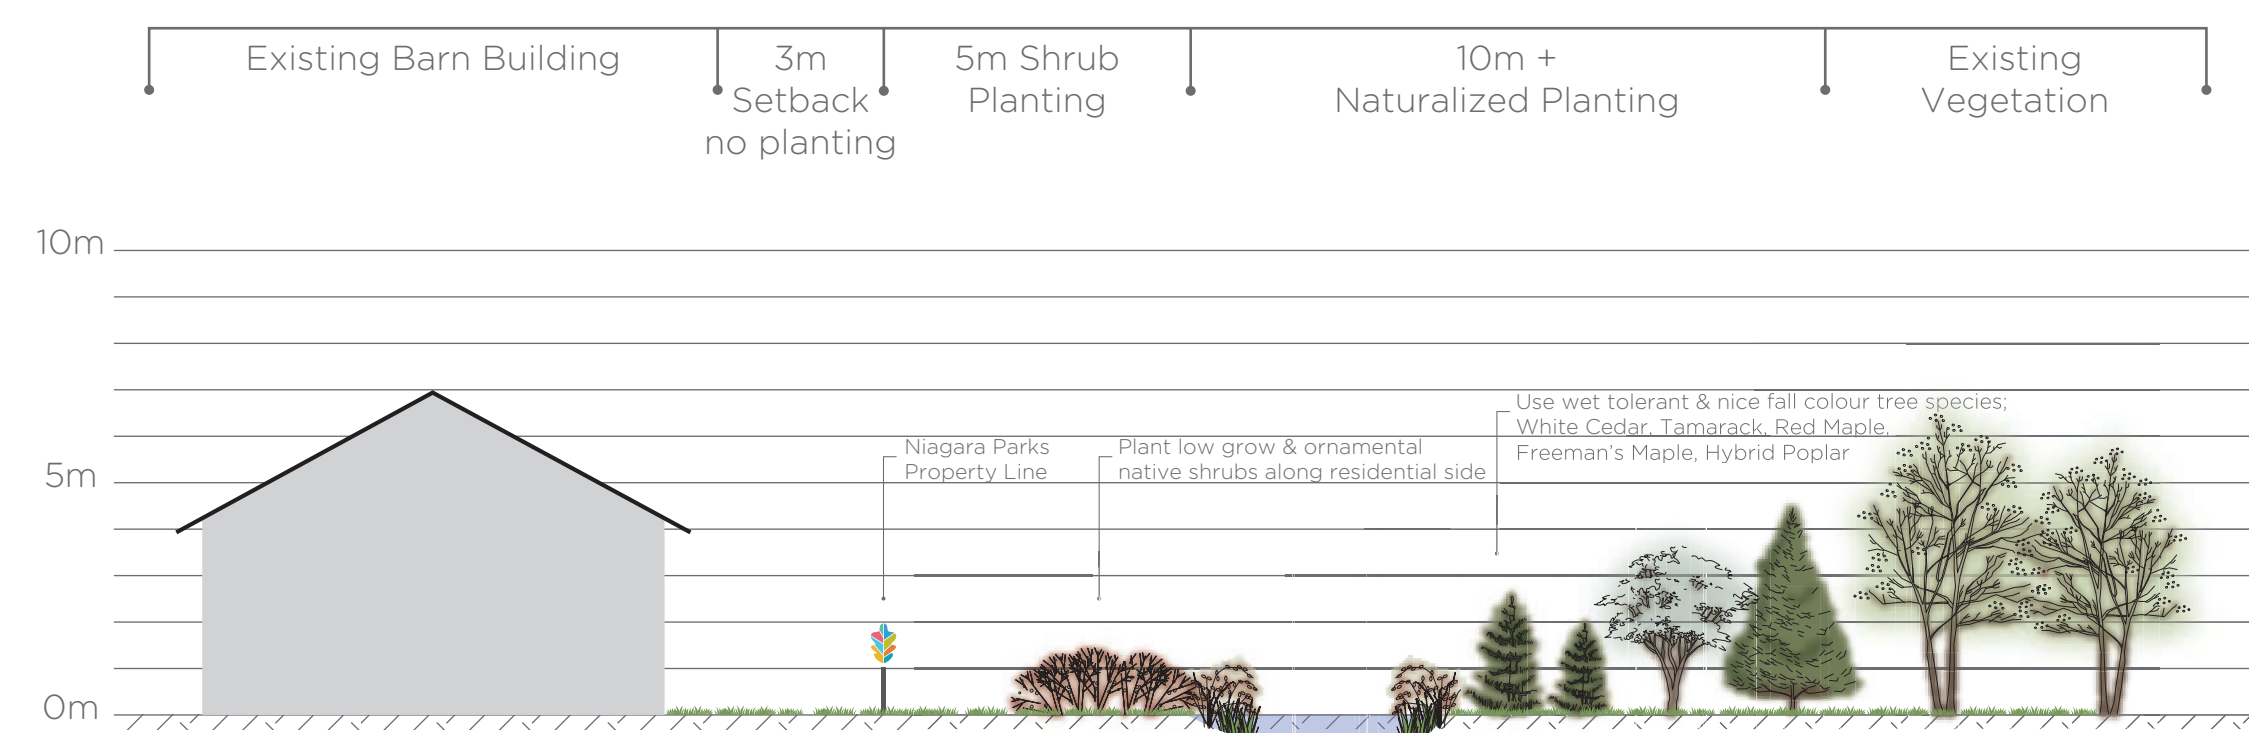 Existing Barn Building
3m
Setback
no planting
5m Shrub
Planting
10m +
Naturalized Planting
Existing
Vegetation
10m
Use wet tolerant & nice fall colour tree species;
White Cedar, Tamarack, Red Maple,
Freeman's Maple, Hybrid Poplar
Niagara Parks
Property Line
Plant low grow & ornamental
native shrubs along residential side
5m
0m